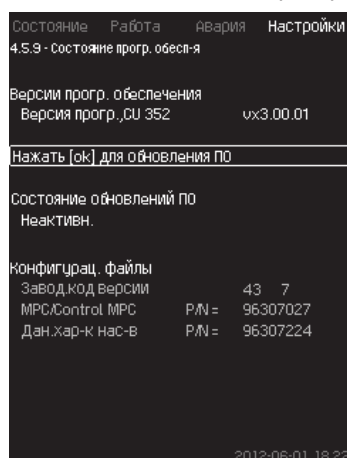 Состояние Работа Авария Настройки
4.5.9 - Состояние прогр. обесп-я
Версии прогр. обеспечения
Версия прогр.,CU 352 vx3.00.01
Нажать [ok] для обновления ПО
Состояние обновлений ПО
Неактивн.
Конфигурац. файлы
Завод.код версии 43 7
MPC/Control MPC P/N = 96307027
Дан.хар-к нас-в P/N = 96307224
2012-06-01 18:22